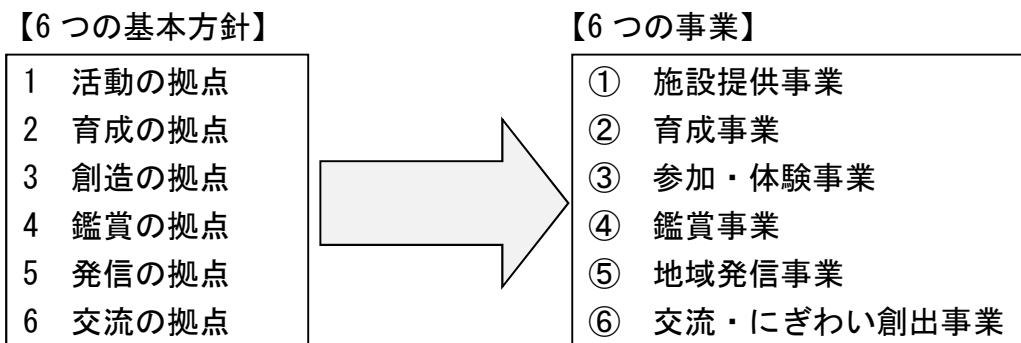 【6 つの基本方針】
1 活動の拠点
2 育成の拠点
3 創造の拠点
4 鑑賞の拠点
5 発信の拠点
6 交流の拠点
【6 つの事業】
① 施設提供事業
② 育成事業
③ 参加・体験事業
④ 鑑賞事業
⑤ 地域発信事業
⑥ 交流・にぎわい創出事業